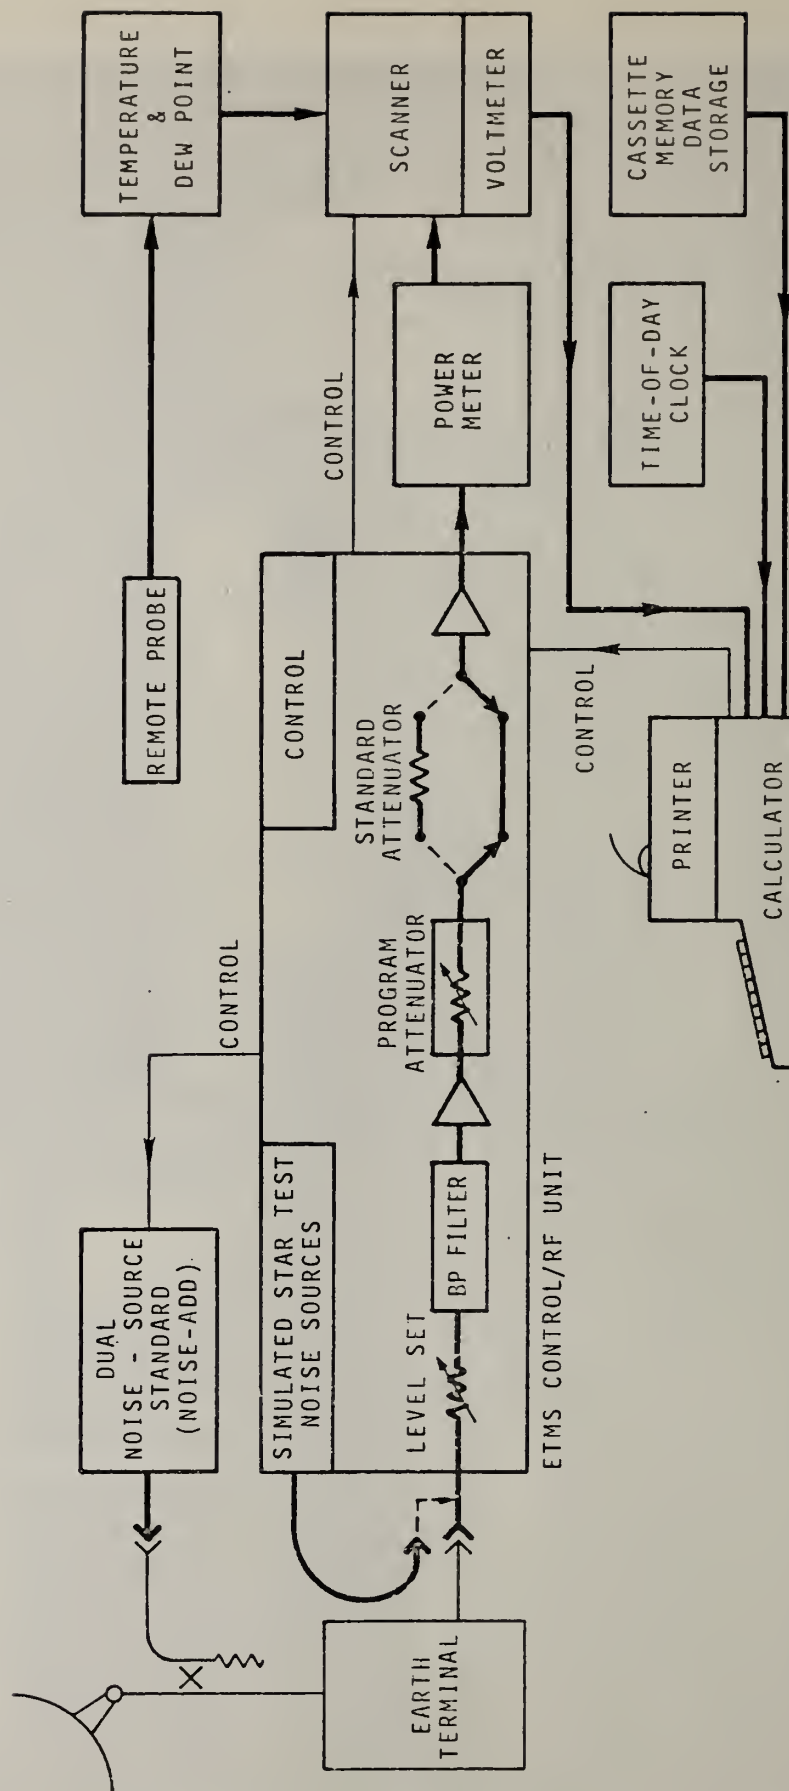 DUAL
NOISE - SOURCE
STANDARD
(NOISE-ADD)
CONTROL
REMOTE PROBE
TEMPERATURE
&
DEW POINT
SIMULATED STAR TEST
NOISE SOURCES
CONTROL
CONTROL
SCANNER
VOLTMETER
EARTH
TERMINAL
LEVEL SET
BP FILTER
PROGRAM
ATTENUATOR
STANDARD
ATTENUATOR
POWER
METER
ETMS CONTROL/RF UNIT
CONTROL
PRINTER
CALCULATOR
TIME-OF-DAY
CLOCK
CASSETTE
MEMORY
DATA
STORAGE